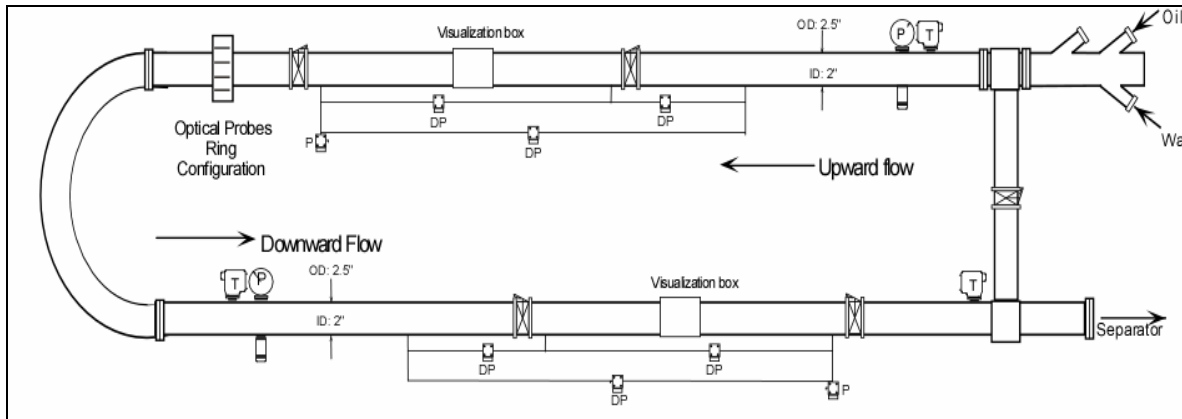 Oil
OD: 2.5"
P
T
Visualization box
ID: 2"
DP
DP
Optical Probes
Ring
Configuration
P
DP
Wa
Upward flow
Downward Flow
T
P
OD: 2.5"
Visualization box
T
ID: 2"
Separator
DP
DP
DP
P